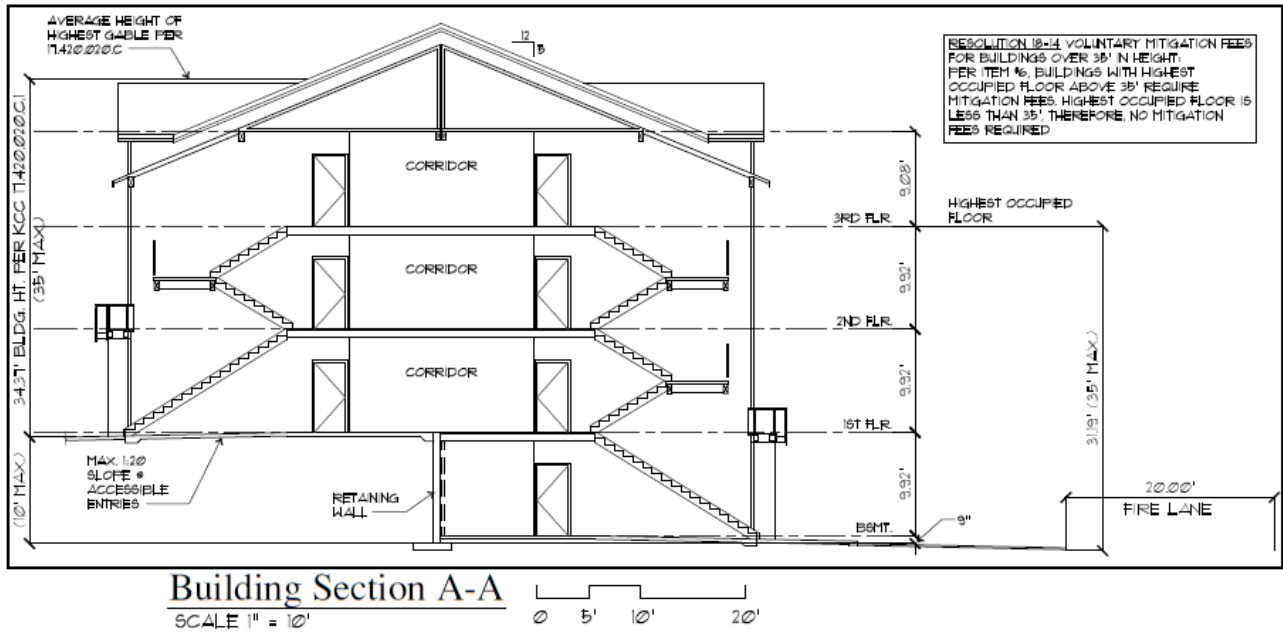 AVERAGE HEIGHT OF
HIGHEST GABLE PER
17.420.020.C
12
5
RESOLUTION 18-14 VOLUNTARY MITIGATION FEES
FOR BUILDINGS OVER 35' IN HEIGHT:
PER ITEM #6, BUILDINGS WITH HIGHEST
OCCUPIED FLOOR ABOVE 35' REQUIRE
MITIGATION FEES. HIGHEST OCCUPIED FLOOR IS
LESS THAN 35', THEREFORE, NO MITIGATION
FEES REQUIRED
34.37' BLDG. HT. PER KCC 17.420.020.C.1
(35' MAX.)
CORRIDOR
9.08'
3RD FLR.
HIGHEST OCCUPIED
FLOOR
CORRIDOR
9.92'
2ND FLR.
CORRIDOR
9.92'
31.19' (35' MAX.)
1ST FLR.
(10' MAX.)
MAX. 1:20
SLOPE @
ACCESSIBLE
ENTRIES
RETAINING
WALL
9.92'
BSMT.
9"
20.00'
FIRE LANE
Building Section A-A
SCALE 1" = 10'
0 5' 10' 20'